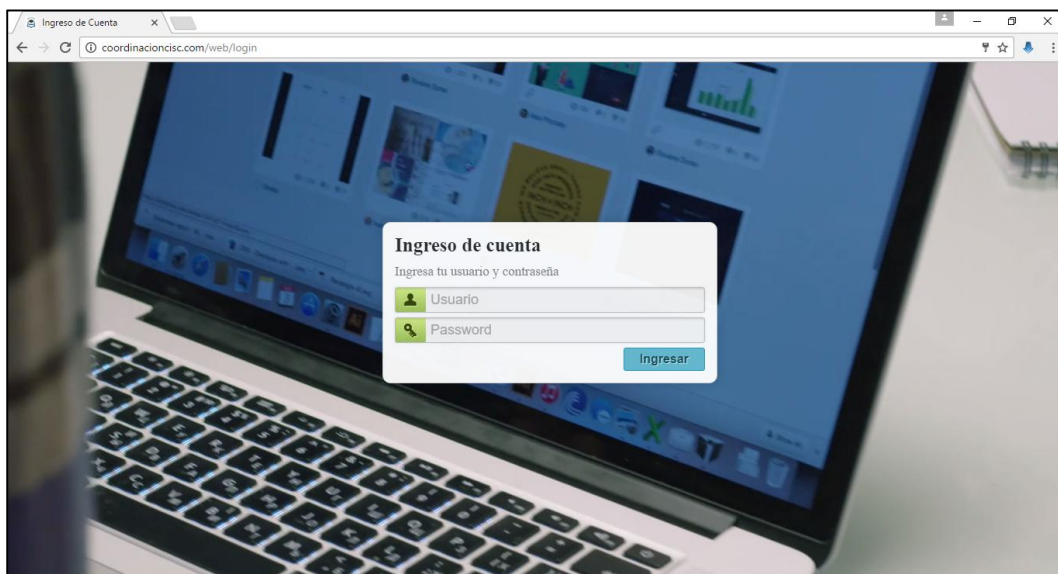 Ingreso de Cuenta
coordinacioncisc.com/web/login
Ingreso de cuenta
Ingresa tu usuario y contraseña
Usuario
Password
Ingresar